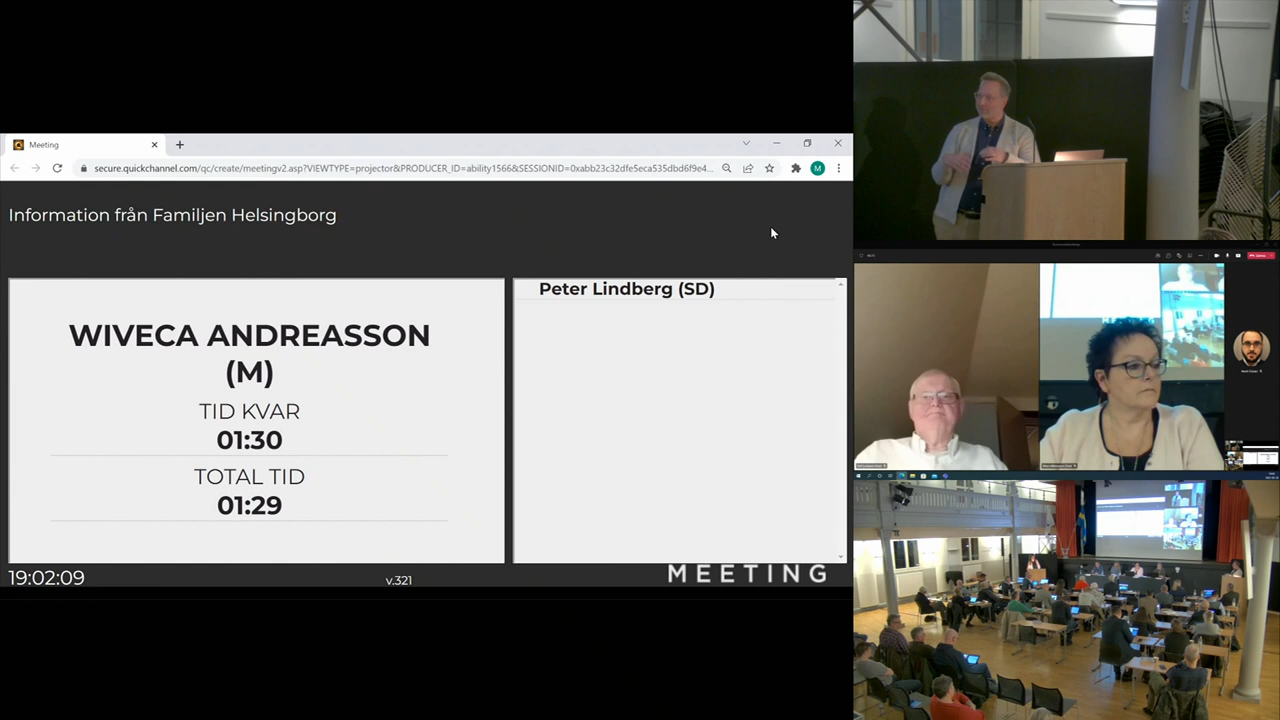 Meeting
secure.quickchannel.com/qc/create/meetingv2.asp?VIEWTYPE=projector&PRODUCER_ID=ability1566&SESSIONID=0xabb23c32dfe5eca535dbd6f9e4...
M
Information från Familjen Helsingborg
WIVECA ANDREASSON
(M)
TID KVAR
01:30
TOTAL TID
01:29
Peter Lindberg (SD)
19:02:09
v.321
MEETING